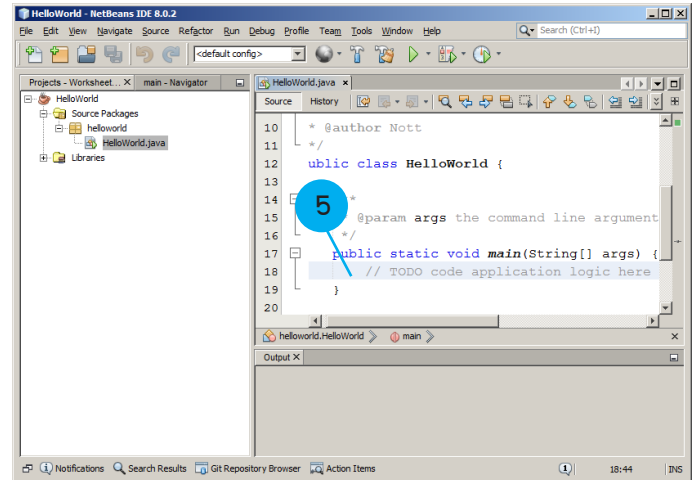 HelloWorld - NetBeans IDE 8.0.2
File Edit View Navigate Source Refactor Run Debug Profile Team Tools Window Help
Search (Ctrl+I)
<default config>
Projects - Worksheet... X main - Navigator
HelloWorld.java x
HelloWorld
Source Packages
helloworld
HelloWorld.java
Libraries
Source History
10 * @author Nott
11 */
12 ublic class HelloWorld {
13
14 *
15 @param args the command line argument
16 */
17 public static void main(String[] args) {
18 // TODO code application logic here
19 }
20
5
helloworld.HelloWorld main
Output X
Notifications Search Results Git Repository Browser Action Items 1 18:44 INS